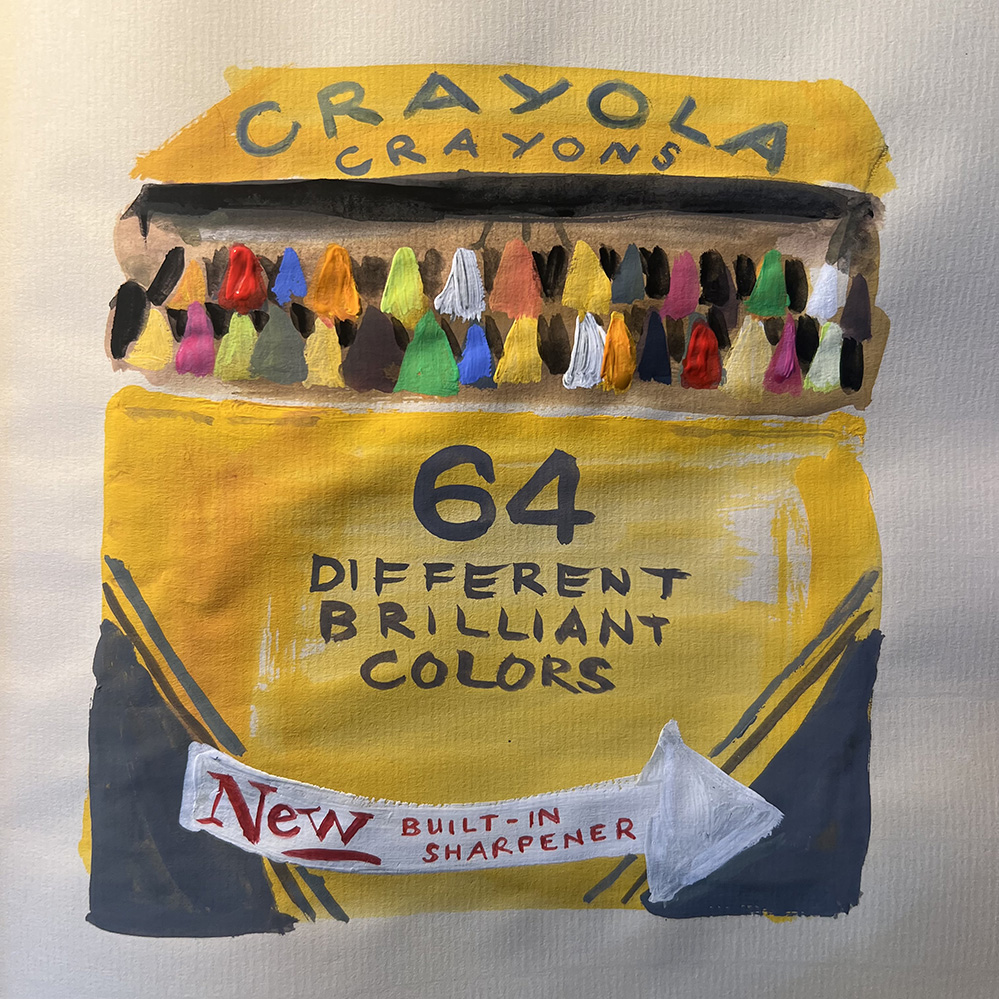 CRAYOLA
CRAYONS
64
DIFFERENT
BRILLIANT
COLORS
New BUILT-IN
SHARPENER